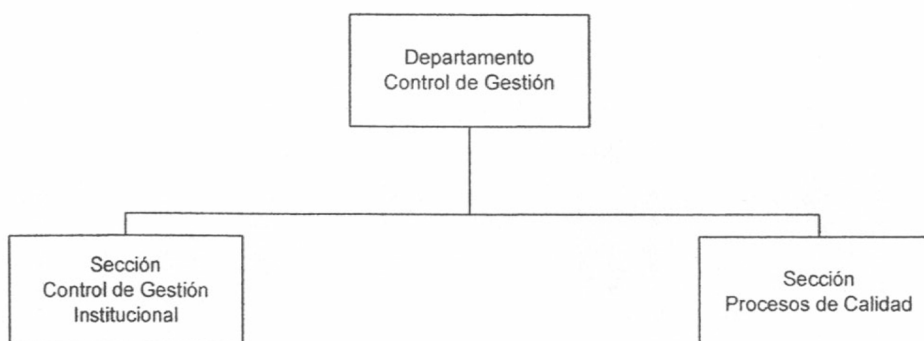 Departamento
Control de Gestión
Sección
Control de Gestión
Institucional
Sección
Procesos de Calidad